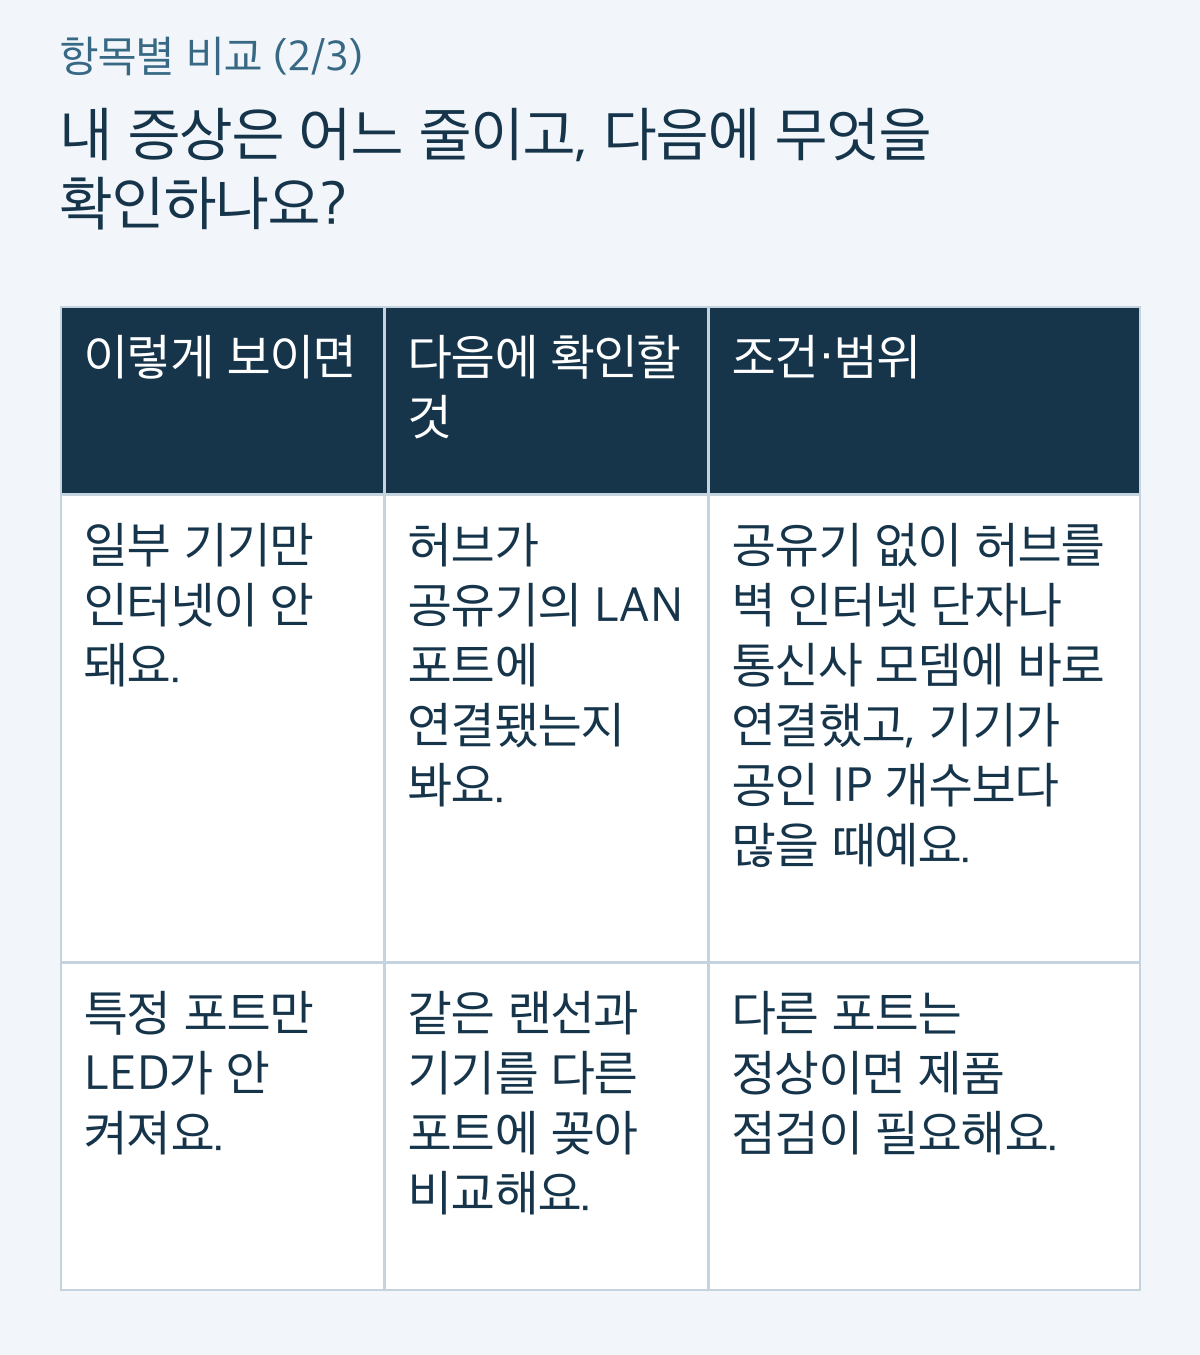 항목별 비교 (2/3)
내 증상은 어느 줄이고, 다음에 무엇을
확인하나요?
이렇게 보이면
다음에 확인할
것
조건·범위
일부 기기만
인터넷이 안
돼요.
허브가
공유기의 LAN
포트에
연결됐는지
봐요.
공유기 없이 허브를
벽 인터넷 단자나
통신사 모뎀에 바로
연결했고, 기기가
공인 IP 개수보다
많을 때예요.
특정 포트만
LED가 안
켜져요.
같은 랜선과
기기를 다른
포트에 꽂아
비교해요.
다른 포트는
정상이면 제품
점검이 필요해요.